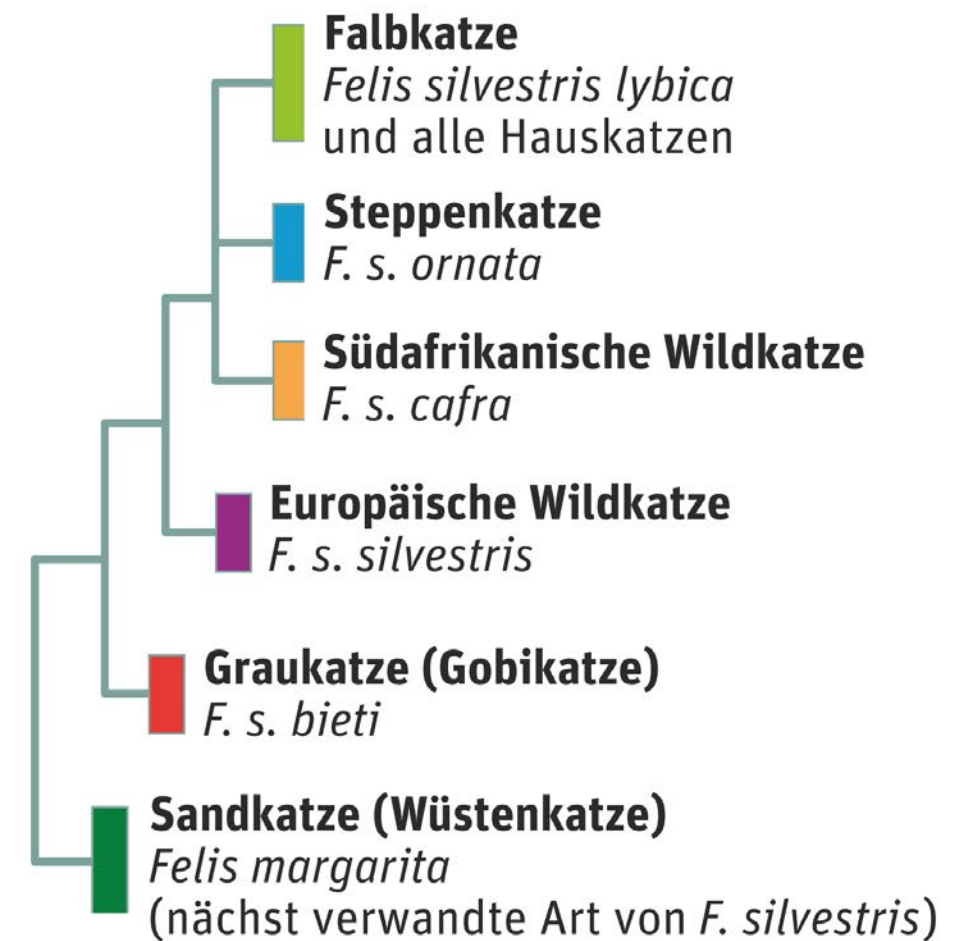 Falbkatze
Felis silvestris lybica
und alle Hauskatzen
Steppenkatze
F. s. ornata
Südafrikanische Wildkatze
F. s. cafra
Europäische Wildkatze
F. s. silvestris
Graukatze (Gobikatze)
F. s. bieti
Sandkatze (Wüstenkatze)
Felis margarita
(nächst verwandte Art von F. silvestris)